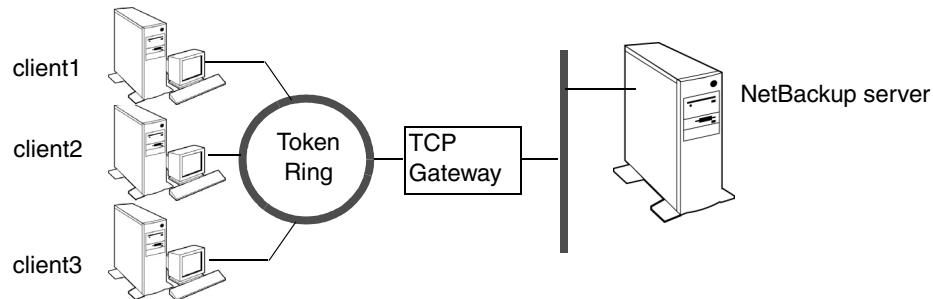 client1
client2
client3
Token
Ring
TCP
Gateway
NetBackup server